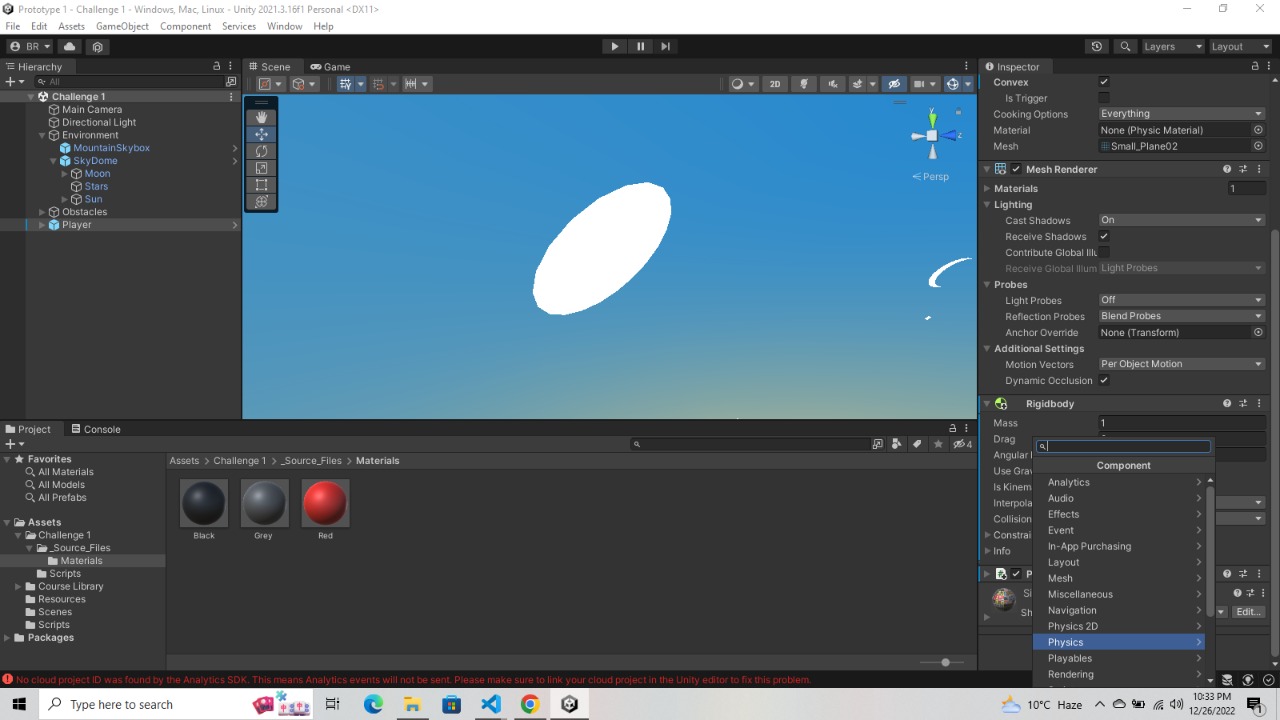 Prototype 1 - Challenge 1 - Windows, Mac, Linux - Unity 2021.3.16f1 Personal <DX11>
File Edit Assets GameObject Component Services Window Help
BR Layers Layout
Hierarchy
All
Challenge 1
Main Camera
Directional Light
Environment
MountainSkybox
SkyDome
Moon
Stars
Sun
Obstacles
Player
Scene Game
2D
y
z
Persp
Inspector
Convex
Is Trigger
Cooking Options Everything
Material None (Physic Material)
Mesh Small_Plane02
Mesh Renderer
Materials 1
Lighting
Cast Shadows On
Receive Shadows
Contribute Global Illu
Receive Global Illum Light Probes
Probes
Light Probes Off
Reflection Probes Blend Probes
Anchor Override None (Transform)
Additional Settings
Motion Vectors Per Object Motion
Dynamic Occlusion
Rigidbody
Mass 1
Drag
Angular
Use Grav
Is Kinem
Interpola
Collision
Constrai
Info
Edit...
Component
Analytics
Audio
Effects
Event
In-App Purchasing
Layout
Mesh
Miscellaneous
Navigation
Physics 2D
Physics
Playables
Rendering
Project Console
4
Favorites
All Materials
All Models
All Prefabs
Assets
Challenge 1
_Source_Files
Materials
Scripts
Course Library
Resources
Scenes
Scripts
Packages
Assets > Challenge 1 > _Source_Files > Materials
Black Grey Red
No cloud project ID was found by the Analytics SDK. This means Analytics events will not be sent. Please make sure to link your cloud project in the Unity editor to fix this problem.
Type here to search
10°C Haze
10:33 PM
12/26/2022
1